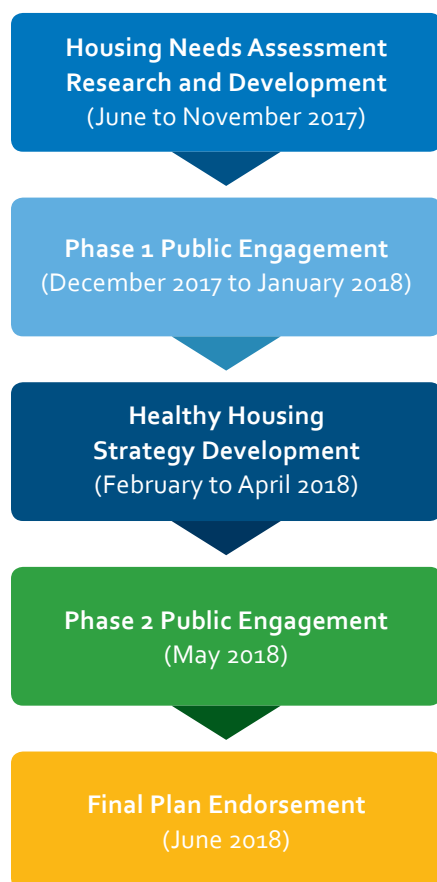 Housing Needs Assessment
Research and Development
(June to November 2017)
Phase 1 Public Engagement
(December 2017 to January 2018)
Healthy Housing
Strategy Development
(February to April 2018)
Phase 2 Public Engagement
(May 2018)
Final Plan Endorsement
(June 2018)